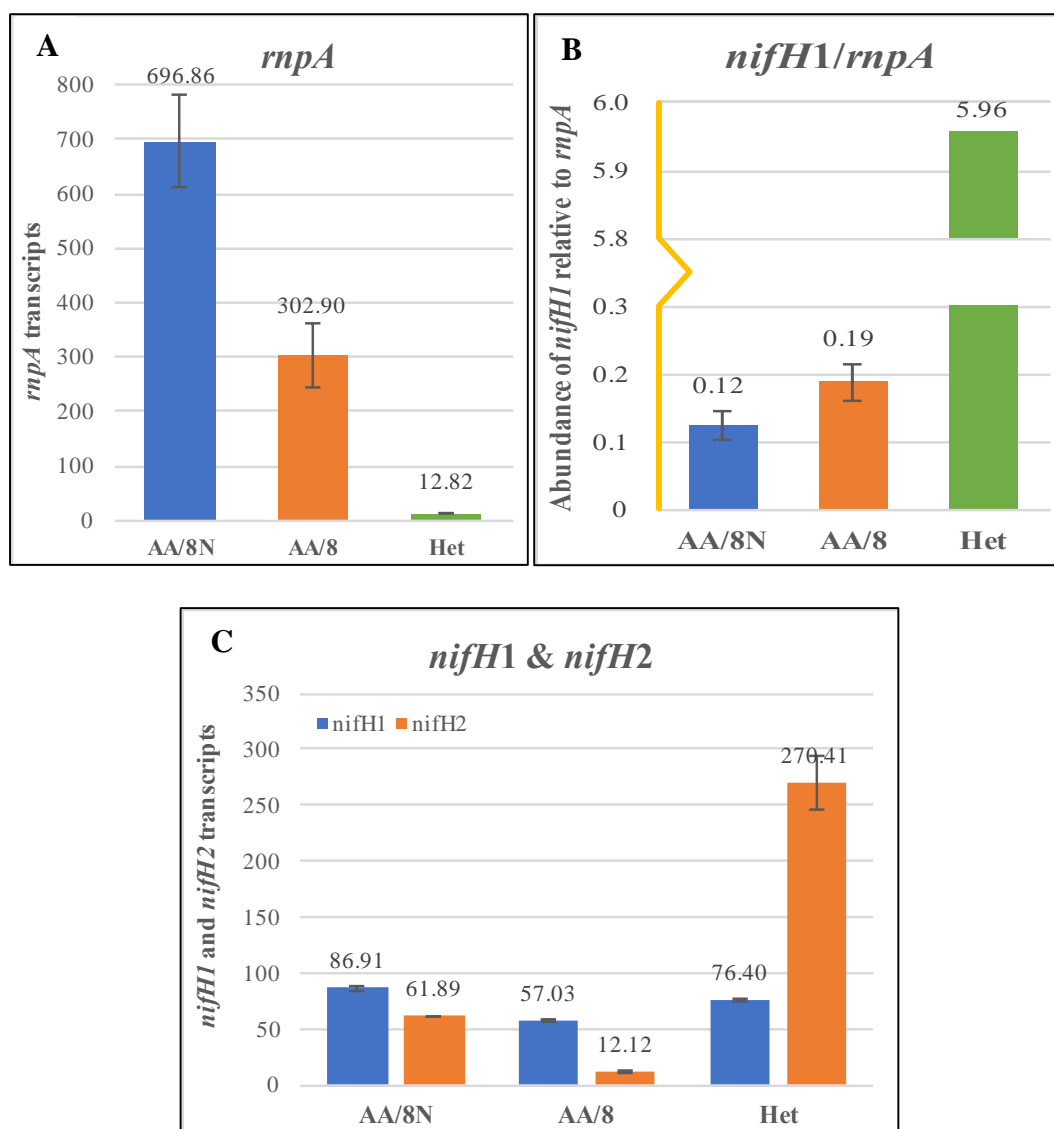 A
rnpA
rnpA transcripts
800
700
600
500
400
300
200
100
0
696.86
302.90
12.82
AA/8N AA/8 Het
B
nifH1/rnpA
Abundance of nifH1 relative to rnpA
6.0
5.9
5.8
0.3
0.2
0.1
0
5.96
0.19
0.12
AA/8N AA/8 Het
C
nifH1 & nifH2
nifH1 and nifH2 transcripts
350
300
250
200
150
100
50
0
nifH1 nifH2
270.41
86.91
61.89
57.03
12.12
76.40
AA/8N AA/8 Het